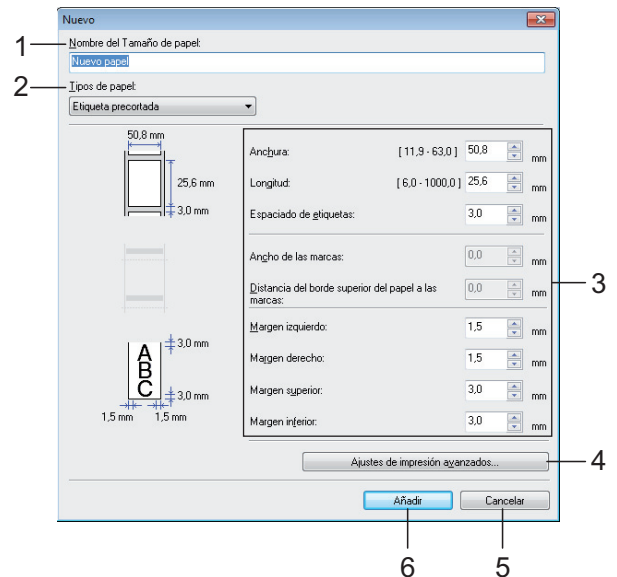 Nuevo
1
Nombre del Tamaño de papel:
Nuevo papel
2
Tipos de papel:
Etiqueta precortada
50,8 mm
25,6 mm
3,0 mm
3,0 mm
A
B
C
3,0 mm
1,5 mm 1,5 mm
Anchura: [ 11,9 - 63,0 ] 50,8 mm
Longitud: [ 6,0 - 1000,0 ] 25,6 mm
Espaciado de etiquetas: 3,0 mm
Ancho de las marcas: 0,0 mm
Distancia del borde superior del papel a las
marcas: 0,0 mm
3
Margen izquierdo: 1,5 mm
Margen derecho: 1,5 mm
Margen superior: 3,0 mm
Margen inferior: 3,0 mm
Ajustes de impresión avanzados...
4
Añadir
Cancelar
6
5